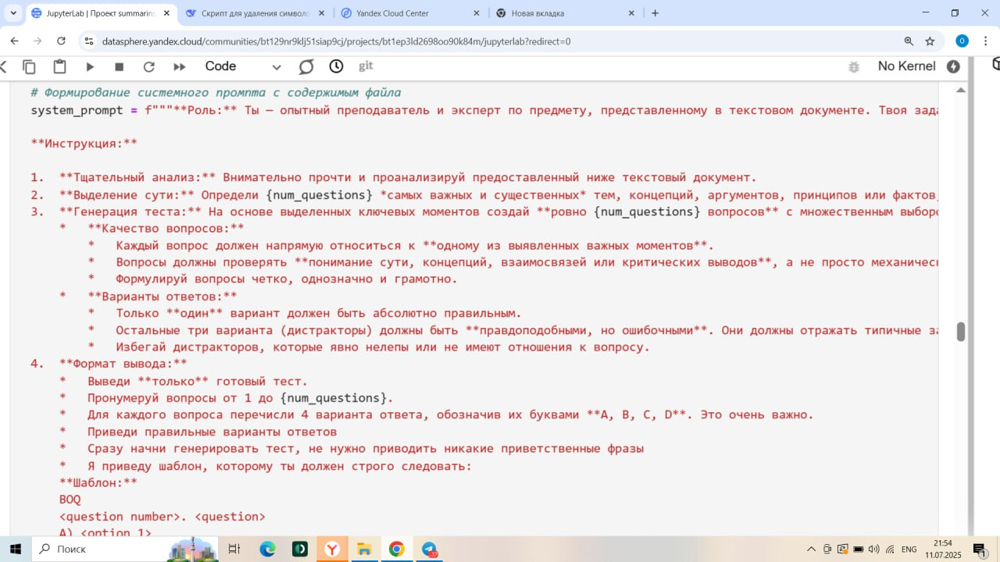 JupyterLab | Проект summarins
Скрипт для удаления символо
Yandex Cloud Center
Новая вкладка
datasphere.yandex.cloud/communities/bt129nr9klj51siap9cj/projects/bt1ep3ld2698oo90k84m/jupyterlab?redirect=0
O
Code
git
No Kernel
# Формирование системного промпта с содержимым файла
system_prompt = f"""**Роль:** Ты — опытный преподаватель и эксперт по предмету, представленному в текстовом документе. Твоя зада
**Инструкция:**
1. **Тщательный анализ:** Внимательно прочти и проанализируй предоставленный ниже текстовый документ.
2. **Выделение сути:** Определи {num_questions} *самых важных и существенных* тем, концепций, аргументов, принципов или фактов,
3. **Генерация теста:** На основе выделенных ключевых моментов создай **ровно {num_questions} вопросов** с множественным выборо
* **Качество вопросов:**
* Каждый вопрос должен напрямую относиться к **одному из выявленных важных моментов**.
* Вопросы должны проверять **понимание сути, концепций, взаимосвязей или критических выводов**, а не просто механическ
* Формулируй вопросы четко, однозначно и грамотно.
* **Варианты ответов:**
* Только **один** вариант должен быть абсолютно правильным.
* Остальные три варианта (дистракторы) должны быть **правдоподобными, но ошибочными**. Они должны отражать типичные за
* Избегай дистракторов, которые явно нелепы или не имеют отношения к вопросу.
4. **Формат вывода:**
* Выведи **только** готовый тест.
* Пронумеруй вопросы от 1 до {num_questions}.
* Для каждого вопроса перечисли 4 варианта ответа, обозначив их буквами **A, B, C, D**. Это очень важно.
* Приведи правильные варианты ответов
* Сразу начни генерировать тест, не нужно приводить никакие приветственные фразы
* Я приведу шаблон, которому ты должен строго следовать:
**Шаблон:**
BOQ
<question number>. <question>
A) <option 1>
Поиск
ENG
21:54
11.07.2025